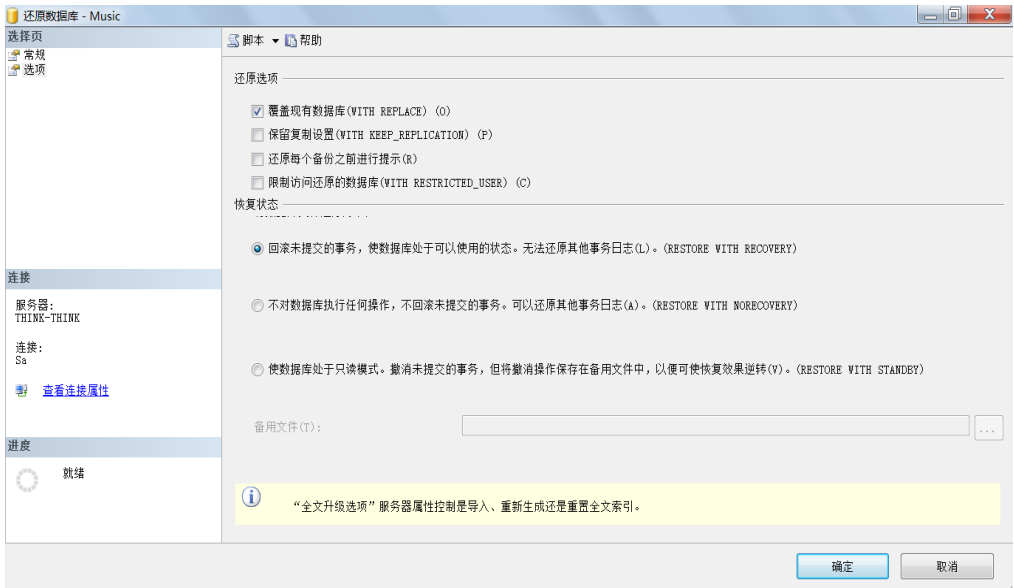 还原数据库 - Music
选择页
常规
选项
脚本
帮助
还原选项
覆盖现有数据库(WITH REPLACE) (O)
保留复制设置(WITH KEEP_REPLICATION) (P)
还原每个备份之前进行提示(R)
限制访问还原的数据库(WITH RESTRICTED_USER) (C)
恢复状态
回滚未提交的事务，使数据库处于可以使用的状态。无法还原其他事务日志(L)。(RESTORE WITH RECOVERY)
不对数据库执行任何操作，不回滚未提交的事务。可以还原其他事务日志(A)。(RESTORE WITH NORECOVERY)
使数据库处于只读模式。撤消未提交的事务，但将撤消操作保存在备用文件中，以便可使恢复效果逆转(V)。(RESTORE WITH STANDBY)
备用文件(T):
...
连接
服务器:
THINK-THINK
连接:
Sa
查看连接属性
进度
就绪
“全文升级选项”服务器属性控制是导入、重新生成还是重置全文索引。
确定
取消